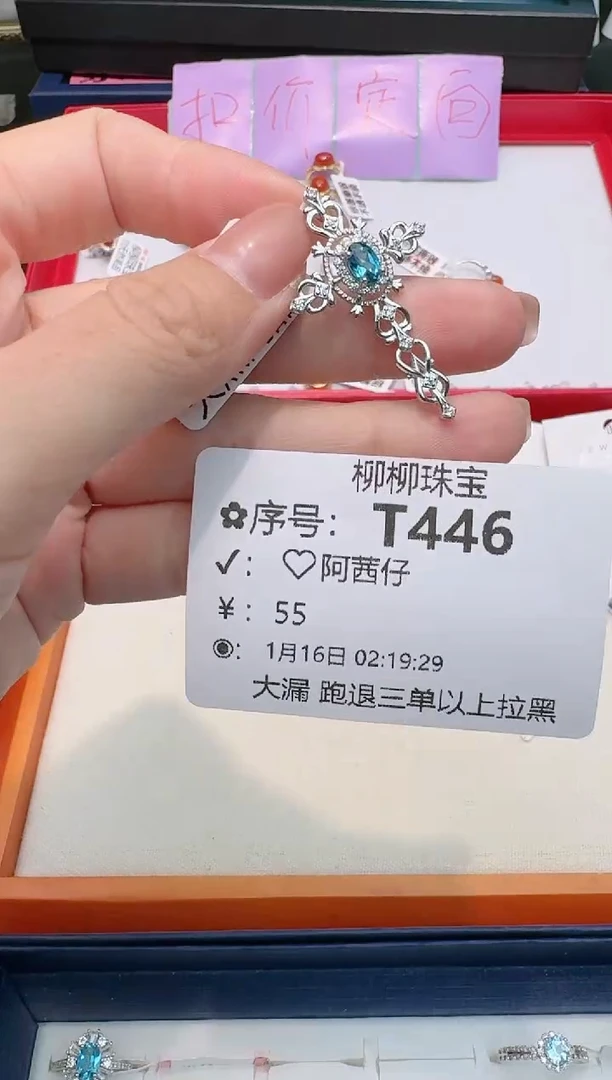 扣价定回
柳柳珠宝
✿序号： T446
✓： ♡阿茜仔
¥： 55
◉： 1月16日 02:19:29
大漏 跑退三单以上拉黑